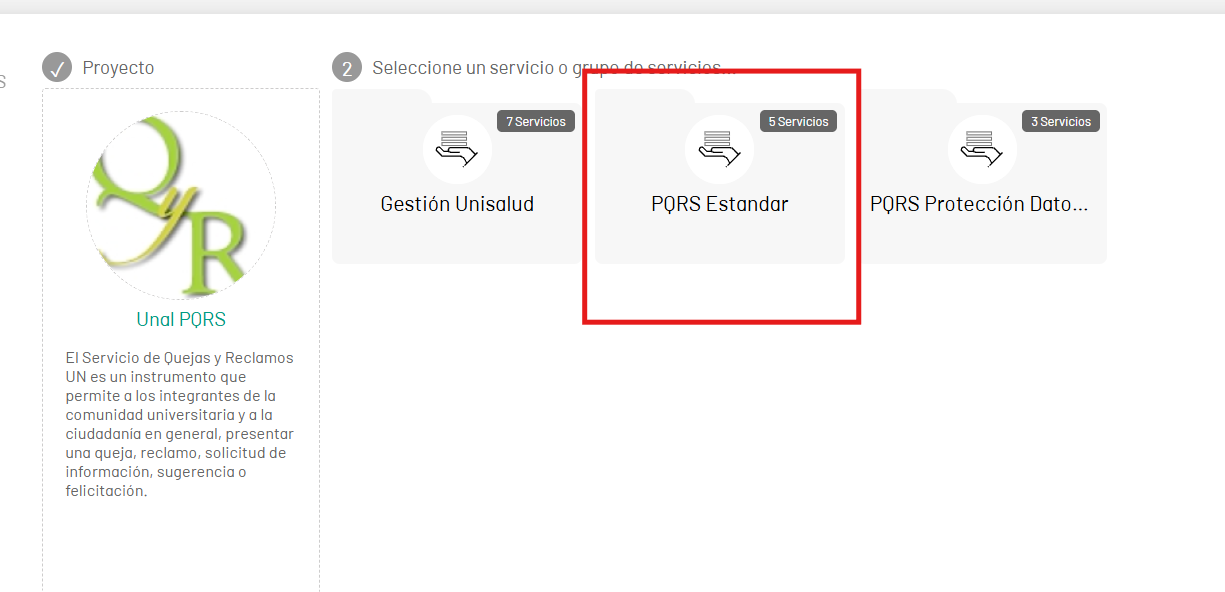 S
✓ Proyecto
2 Seleccione un servicio o grupo de servicios...
QyR
Unal PQRS
El Servicio de Quejas y Reclamos
UN es un instrumento que
permite a los integrantes de la
comunidad universitaria y a la
ciudadanía en general, presentar
una queja, reclamo, solicitud de
información, sugerencia o
felicitación.
7 Servicios
Gestión Unisalud
5 Servicios
PQRS Estandar
3 Servicios
PQRS Protección Dato...